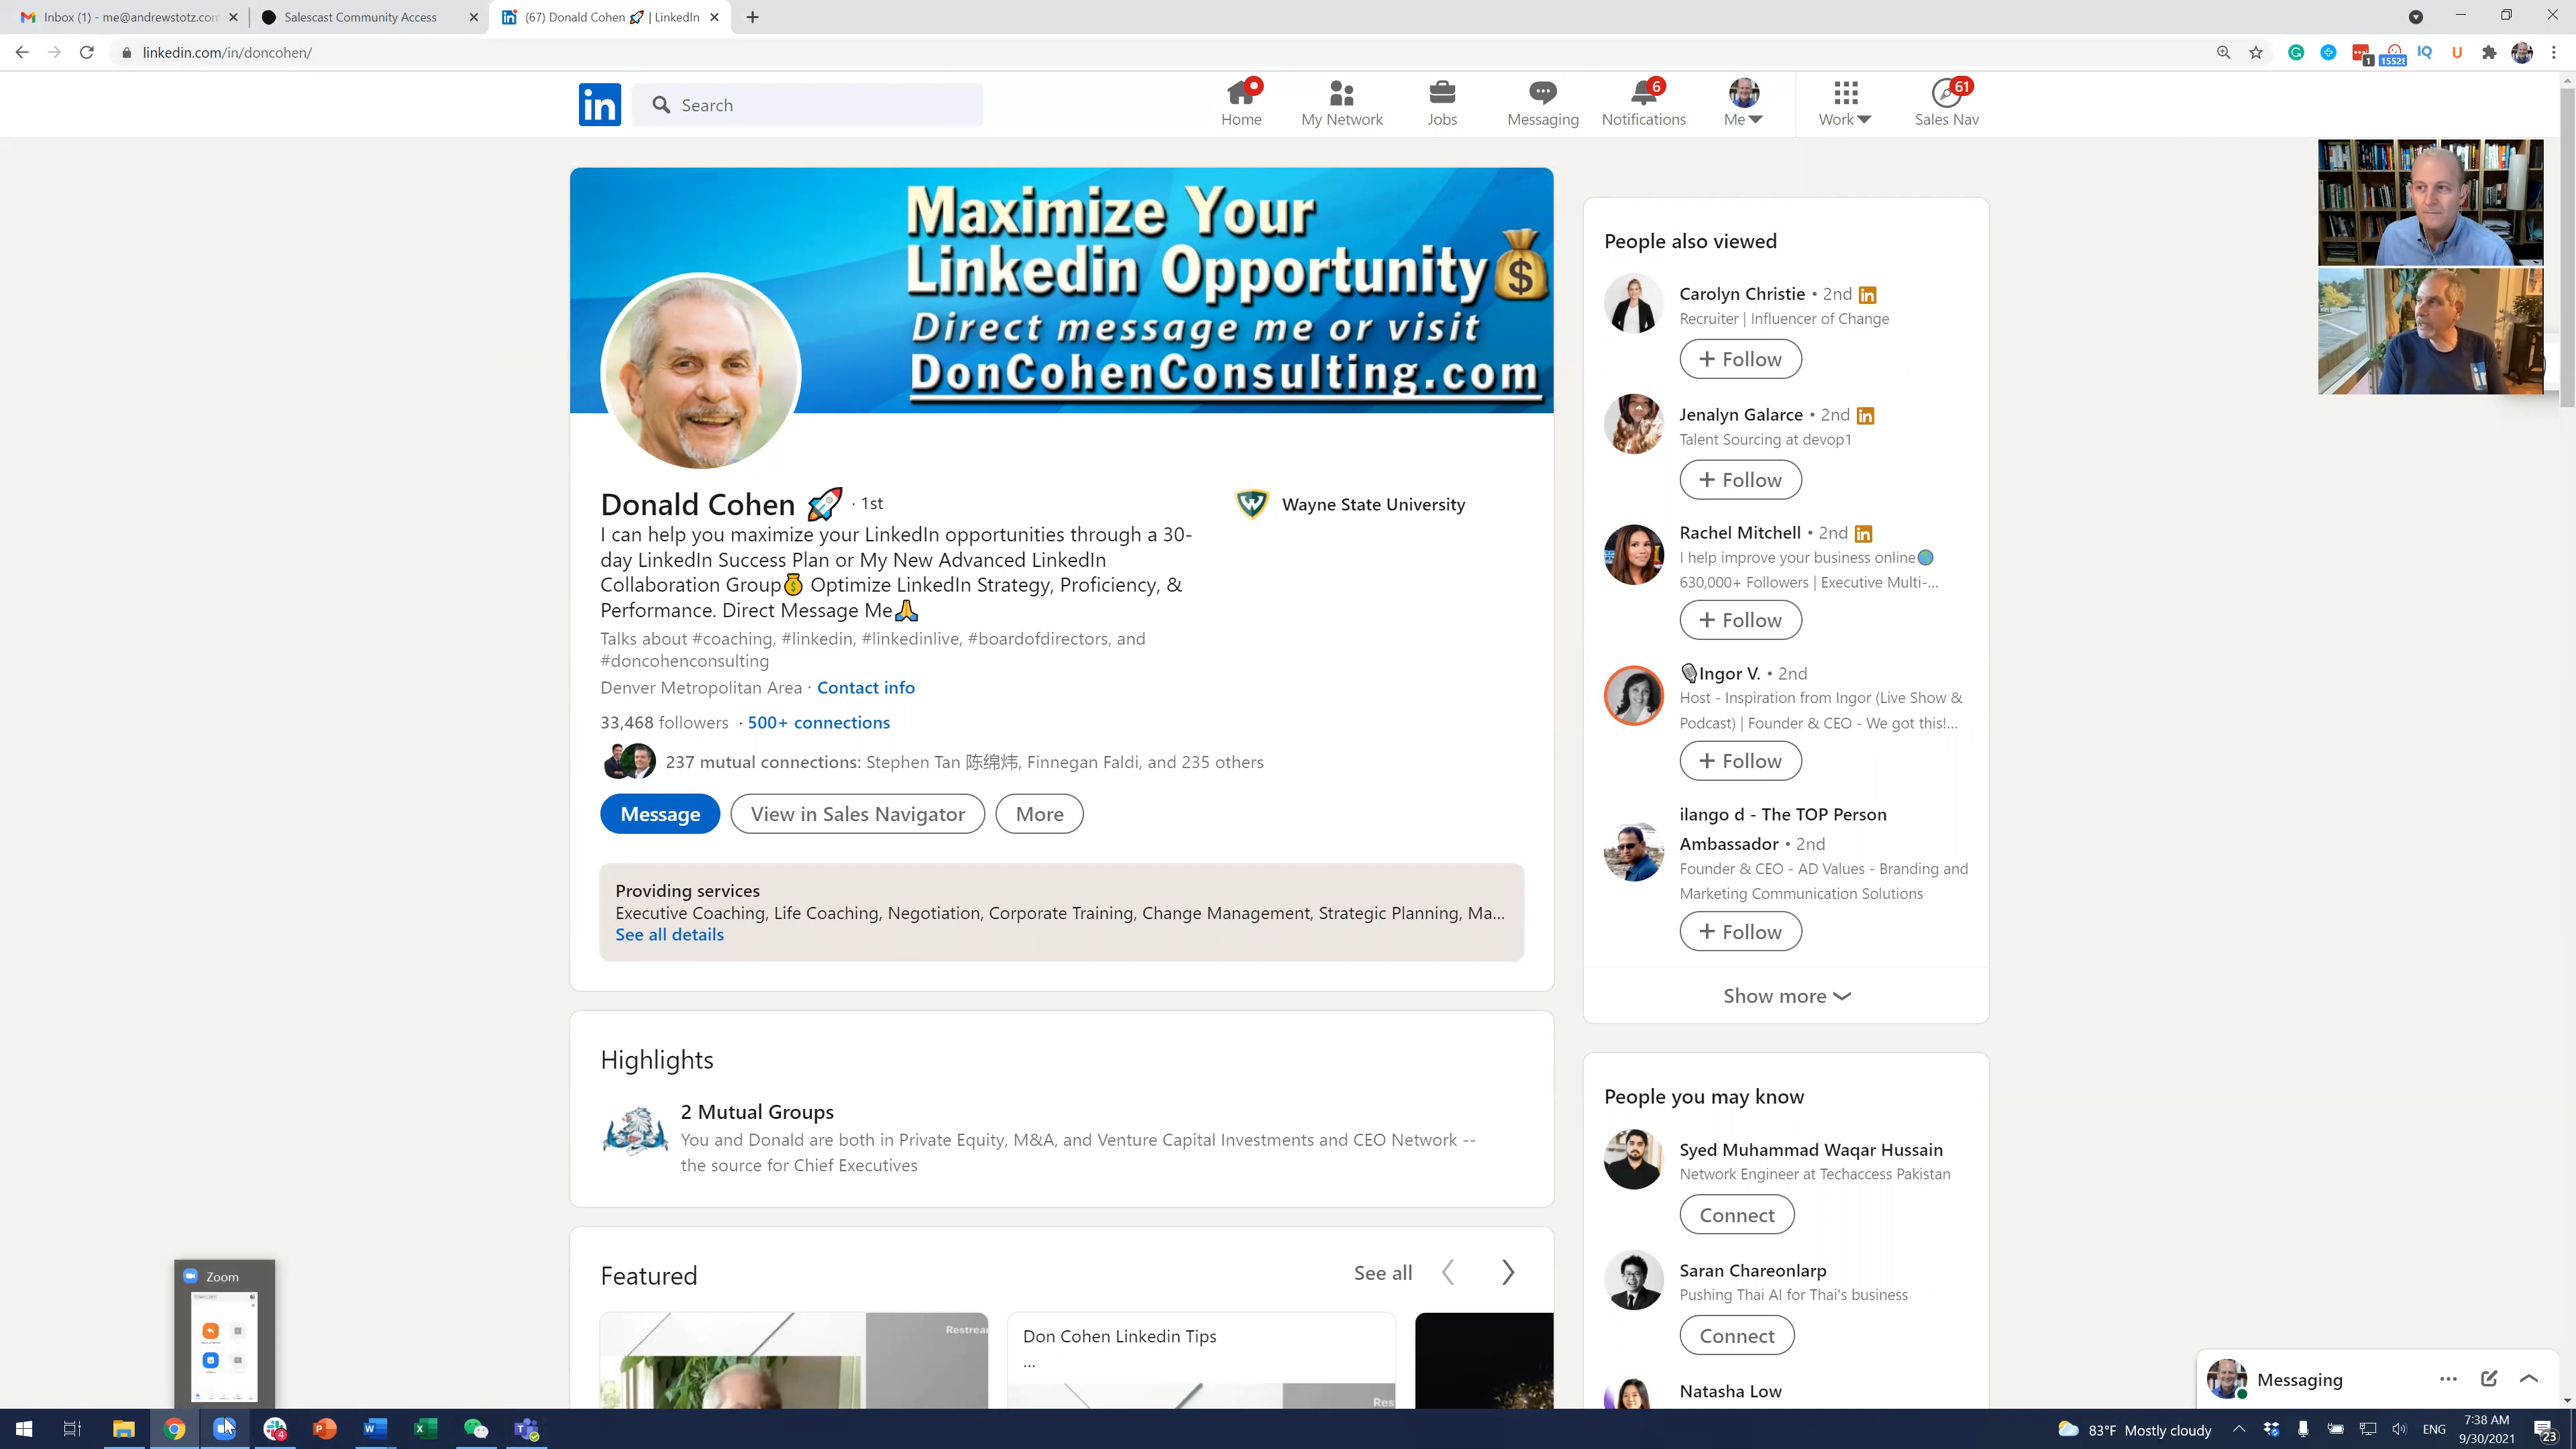 Inbox (1) - me@andrewstotz.com
Salescast Community Access
(67) Donald Cohen 🚀 | LinkedIn
linkedin.com/in/doncohen/
1
15528
IQ
U
in
Search
Home
My Network
Jobs
Messaging
6
Notifications
Me
Work
61
Sales Nav
Maximize Your
Linkedin Opportunity
Direct message me or visit
DonCohenConsulting.com
Donald Cohen 🚀 · 1st
Wayne State University
I can help you maximize your LinkedIn opportunities through a 30-
day LinkedIn Success Plan or My New Advanced LinkedIn
Collaboration Group💰 Optimize LinkedIn Strategy, Proficiency, &
Performance. Direct Message Me🙏
Talks about #coaching, #linkedin, #linkedinlive, #boardofdirectors, and
#doncohenconsulting
Denver Metropolitan Area · Contact info
33,468 followers · 500+ connections
237 mutual connections: Stephen Tan 陈绵炜, Finnegan Faldi, and 235 others
Message
View in Sales Navigator
More
Providing services
Executive Coaching, Life Coaching, Negotiation, Corporate Training, Change Management, Strategic Planning, Ma...
See all details
Highlights
2 Mutual Groups
You and Donald are both in Private Equity, M&A, and Venture Capital Investments and CEO Network --
the source for Chief Executives
Featured
See all
Don Cohen Linkedin Tips
...
People also viewed
Carolyn Christie • 2nd in
Recruiter | Influencer of Change
+ Follow
Jenalyn Galarce • 2nd in
Talent Sourcing at devop1
+ Follow
Rachel Mitchell • 2nd in
I help improve your business online🌎
630,000+ Followers | Executive Multi-...
+ Follow
🎙Ingor V. • 2nd
Host - Inspiration from Ingor (Live Show &
Podcast) | Founder & CEO - We got this!...
+ Follow
ilango d - The TOP Person
Ambassador • 2nd
Founder & CEO - AD Values - Branding and
Marketing Communication Solutions
+ Follow
Show more
People you may know
Syed Muhammad Waqar Hussain
Network Engineer at Techaccess Pakistan
Connect
Saran Chareonlarp
Pushing Thai AI for Thai's business
Connect
Natasha Low
Messaging
Zoom
4
83°F Mostly cloudy
ENG
7:38 AM
9/30/2021
23